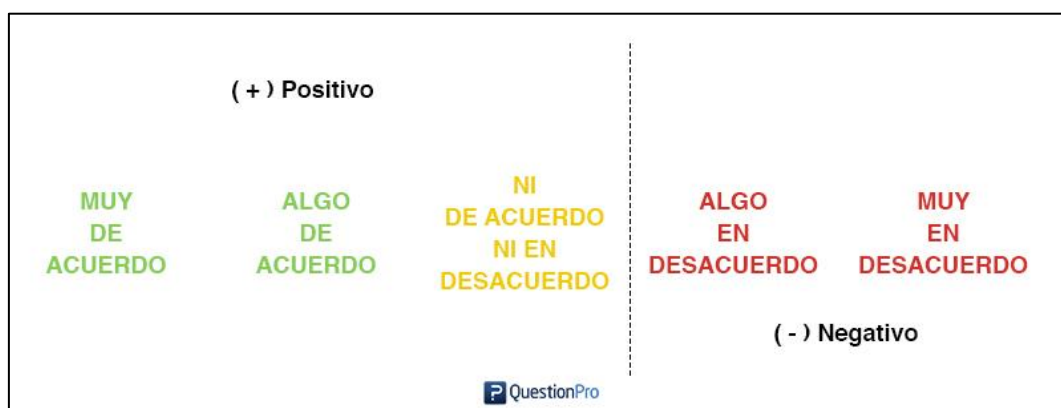 ( + ) Positivo
MUY
DE
ACUERDO
ALGO
DE
ACUERDO
NI
DE ACUERDO
NI EN
DESACUERDO
ALGO
EN
DESACUERDO
MUY
EN
DESACUERDO
( - ) Negativo
QuestionPro